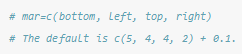 # mar=c(bottom, left, top, right)
# The default is c(5, 4, 4, 2) + 0.1.